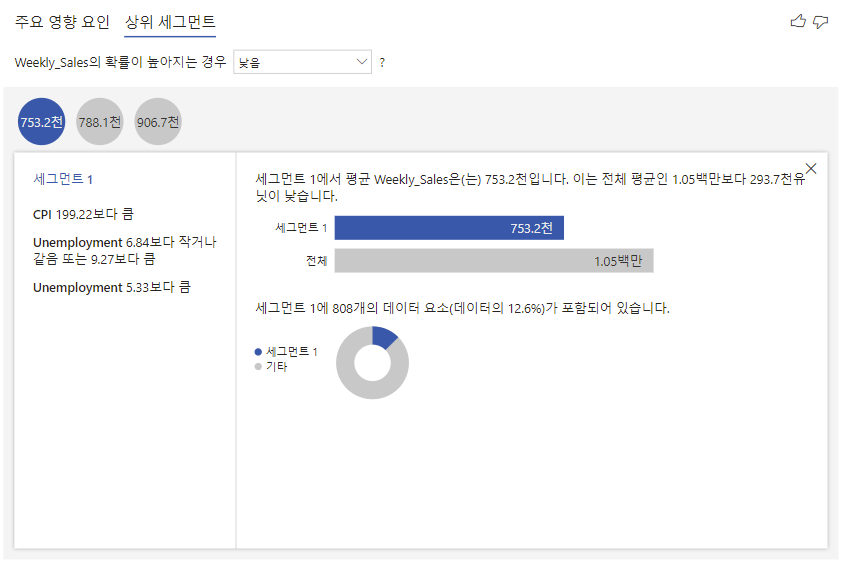 주요 영향 요인 상위 세그먼트
Weekly_Sales의 확률이 높아지는 경우 낮음 ?
753.2천 788.1천 906.7천
세그먼트 1
CPI 199.22보다 큼
Unemployment 6.84보다 작거나
같음 또는 9.27보다 큼
Unemployment 5.33보다 큼
세그먼트 1에서 평균 Weekly_Sales은(는) 753.2천입니다. 이는 전체 평균인 1.05백만보다 293.7천유
닛이 낮습니다.
세그먼트 1 753.2천
전체 1.05백만
세그먼트 1에 808개의 데이터 요소(데이터의 12.6%)가 포함되어 있습니다.
세그먼트 1
기타